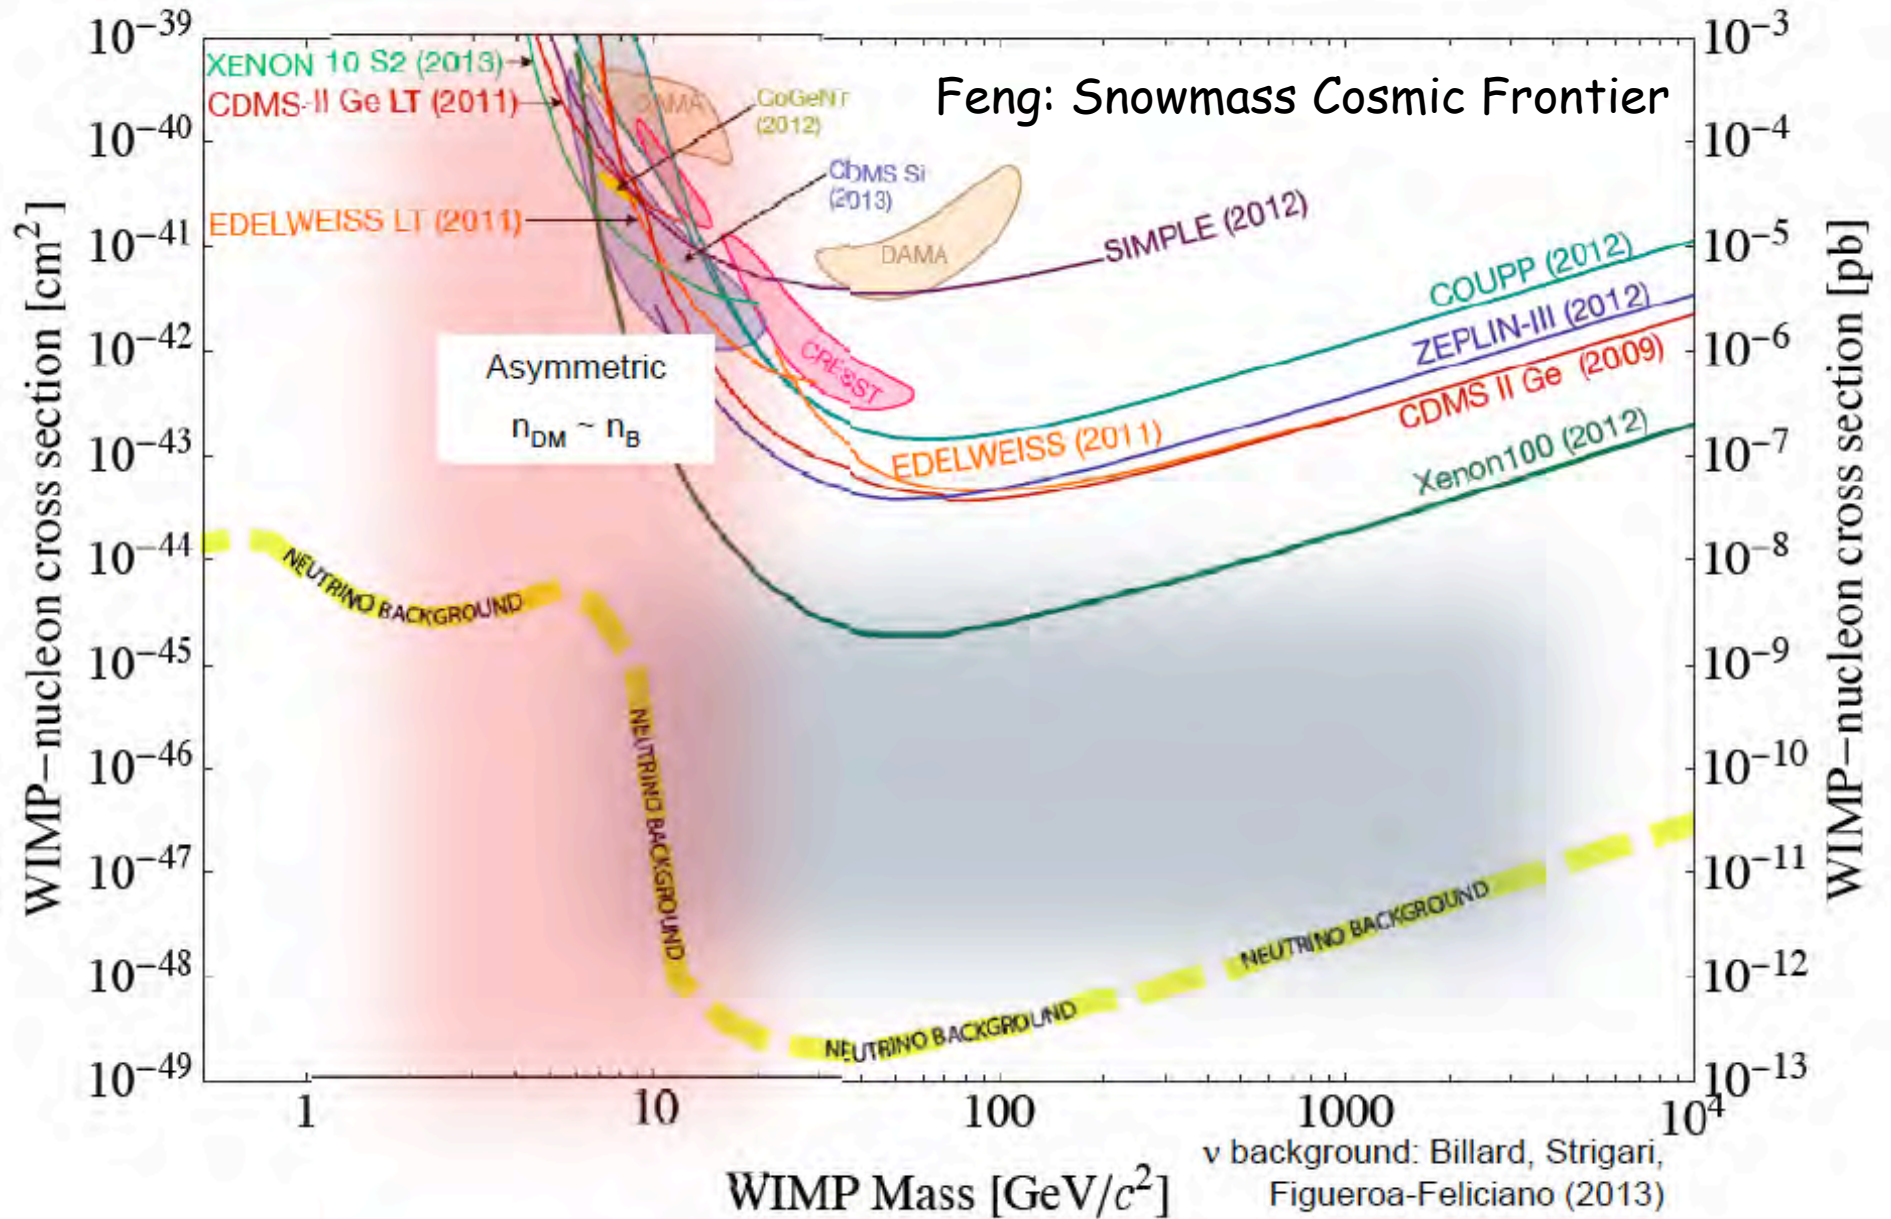 Feng: Snowmass Cosmic Frontier
WIMP−nucleon cross section [cm²]
10⁻³⁹
10⁻⁴⁰
10⁻⁴¹
10⁻⁴²
10⁻⁴³
10⁻⁴⁴
10⁻⁴⁵
10⁻⁴⁶
10⁻⁴⁷
10⁻⁴⁸
10⁻⁴⁹
XENON 10 S2 (2013)
CDMS-II Ge LT (2011)
EDELWEISS LT (2011)
DAMA
CoGeNT
(2012)
CDMS Si
(2013)
DAMA
SIMPLE (2012)
COUPP (2012)
ZEPLIN-III (2012)
CDMS II Ge (2009)
Xenon100 (2012)
CRESST
EDELWEISS (2011)
Asymmetric
n_DM ~ n_B
NEUTRINO BACKGROUND
NEUTRINO BACKGROUND
NEUTRINO BACKGROUND
NEUTRINO BACKGROUND
10⁻³
10⁻⁴
10⁻⁵
10⁻⁶
10⁻⁷
10⁻⁸
10⁻⁹
10⁻¹⁰
10⁻¹¹
10⁻¹²
10⁻¹³
WIMP−nucleon cross section [pb]
1
10
100
1000
10⁴
WIMP Mass [GeV/c²]
ν background: Billard, Strigari,
Figueroa-Feliciano (2013)